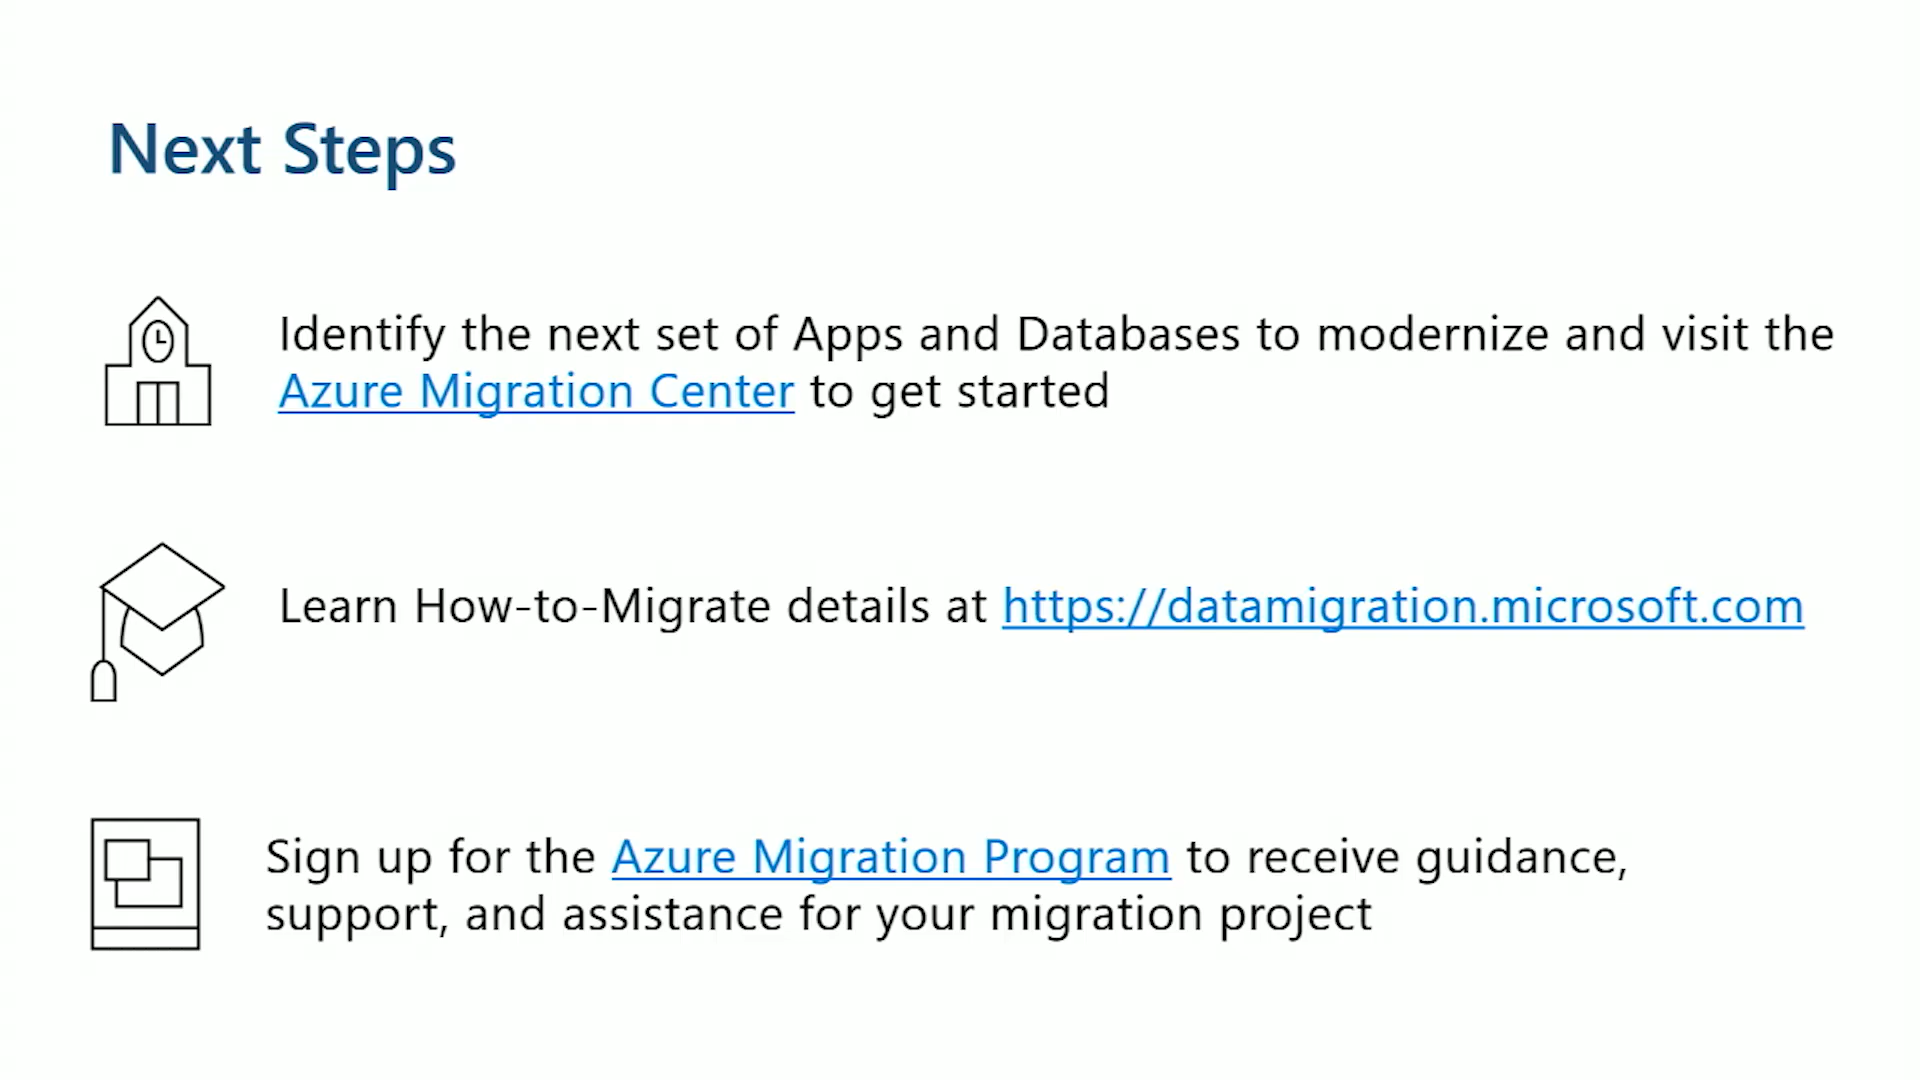 Next Steps
Identify the next set of Apps and Databases to modernize and visit the
Azure Migration Center to get started
Learn How-to-Migrate details at https://datamigration.microsoft.com
Sign up for the Azure Migration Program to receive guidance,
support, and assistance for your migration project